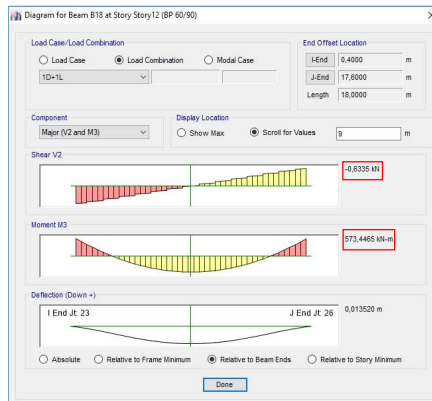 Diagram for Beam B18 at Story Story12 (BP 60/90)
Load Case/Load Combination
Load Case Load Combination Modal Case
1D+1L
End Offset Location
I-End 0,4000 m
J-End 17,6000 m
Length 18,0000 m
Component
Major (V2 and M3)
Display Location
Show Max Scroll for Values 9 m
Shear V2
-0,6335 kN
Moment M3
573,4465 kN-m
Deflection (Down +)
I End Jt: 23 J End Jt: 26
0,013520 m
Absolute Relative to Frame Minimum Relative to Beam Ends Relative to Story Minimum
Done